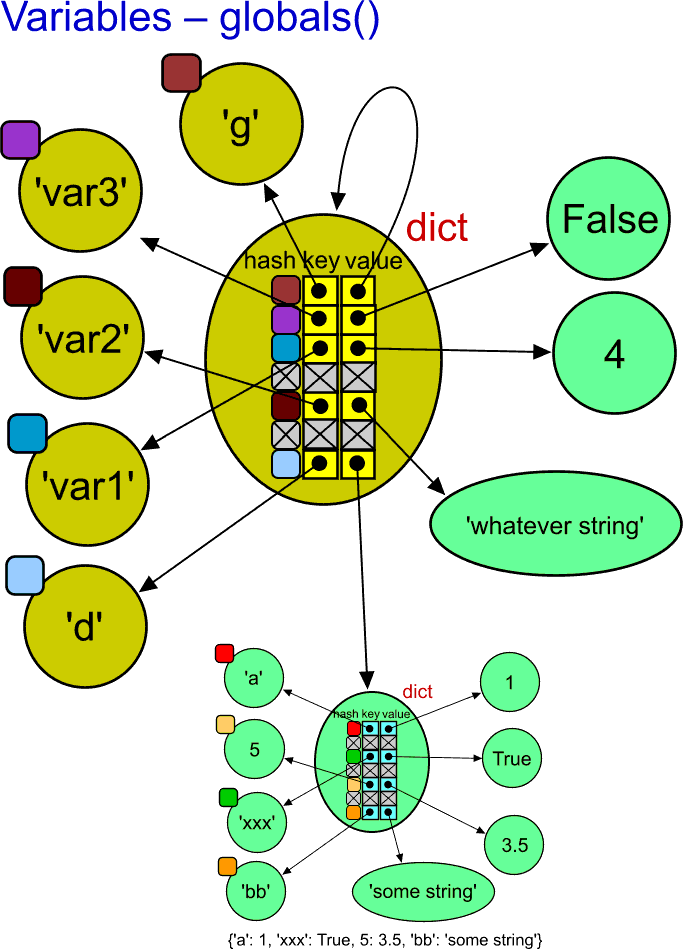 Variables – globals()
'g'
'var3'
dict
False
hash key value
'var2'
4
'var1'
'whatever string'
'd'
'a'
dict
1
hash key value
5
True
'xxx'
3.5
'bb'
'some string'
{'a': 1, 'xxx': True, 5: 3.5, 'bb': 'some string'}